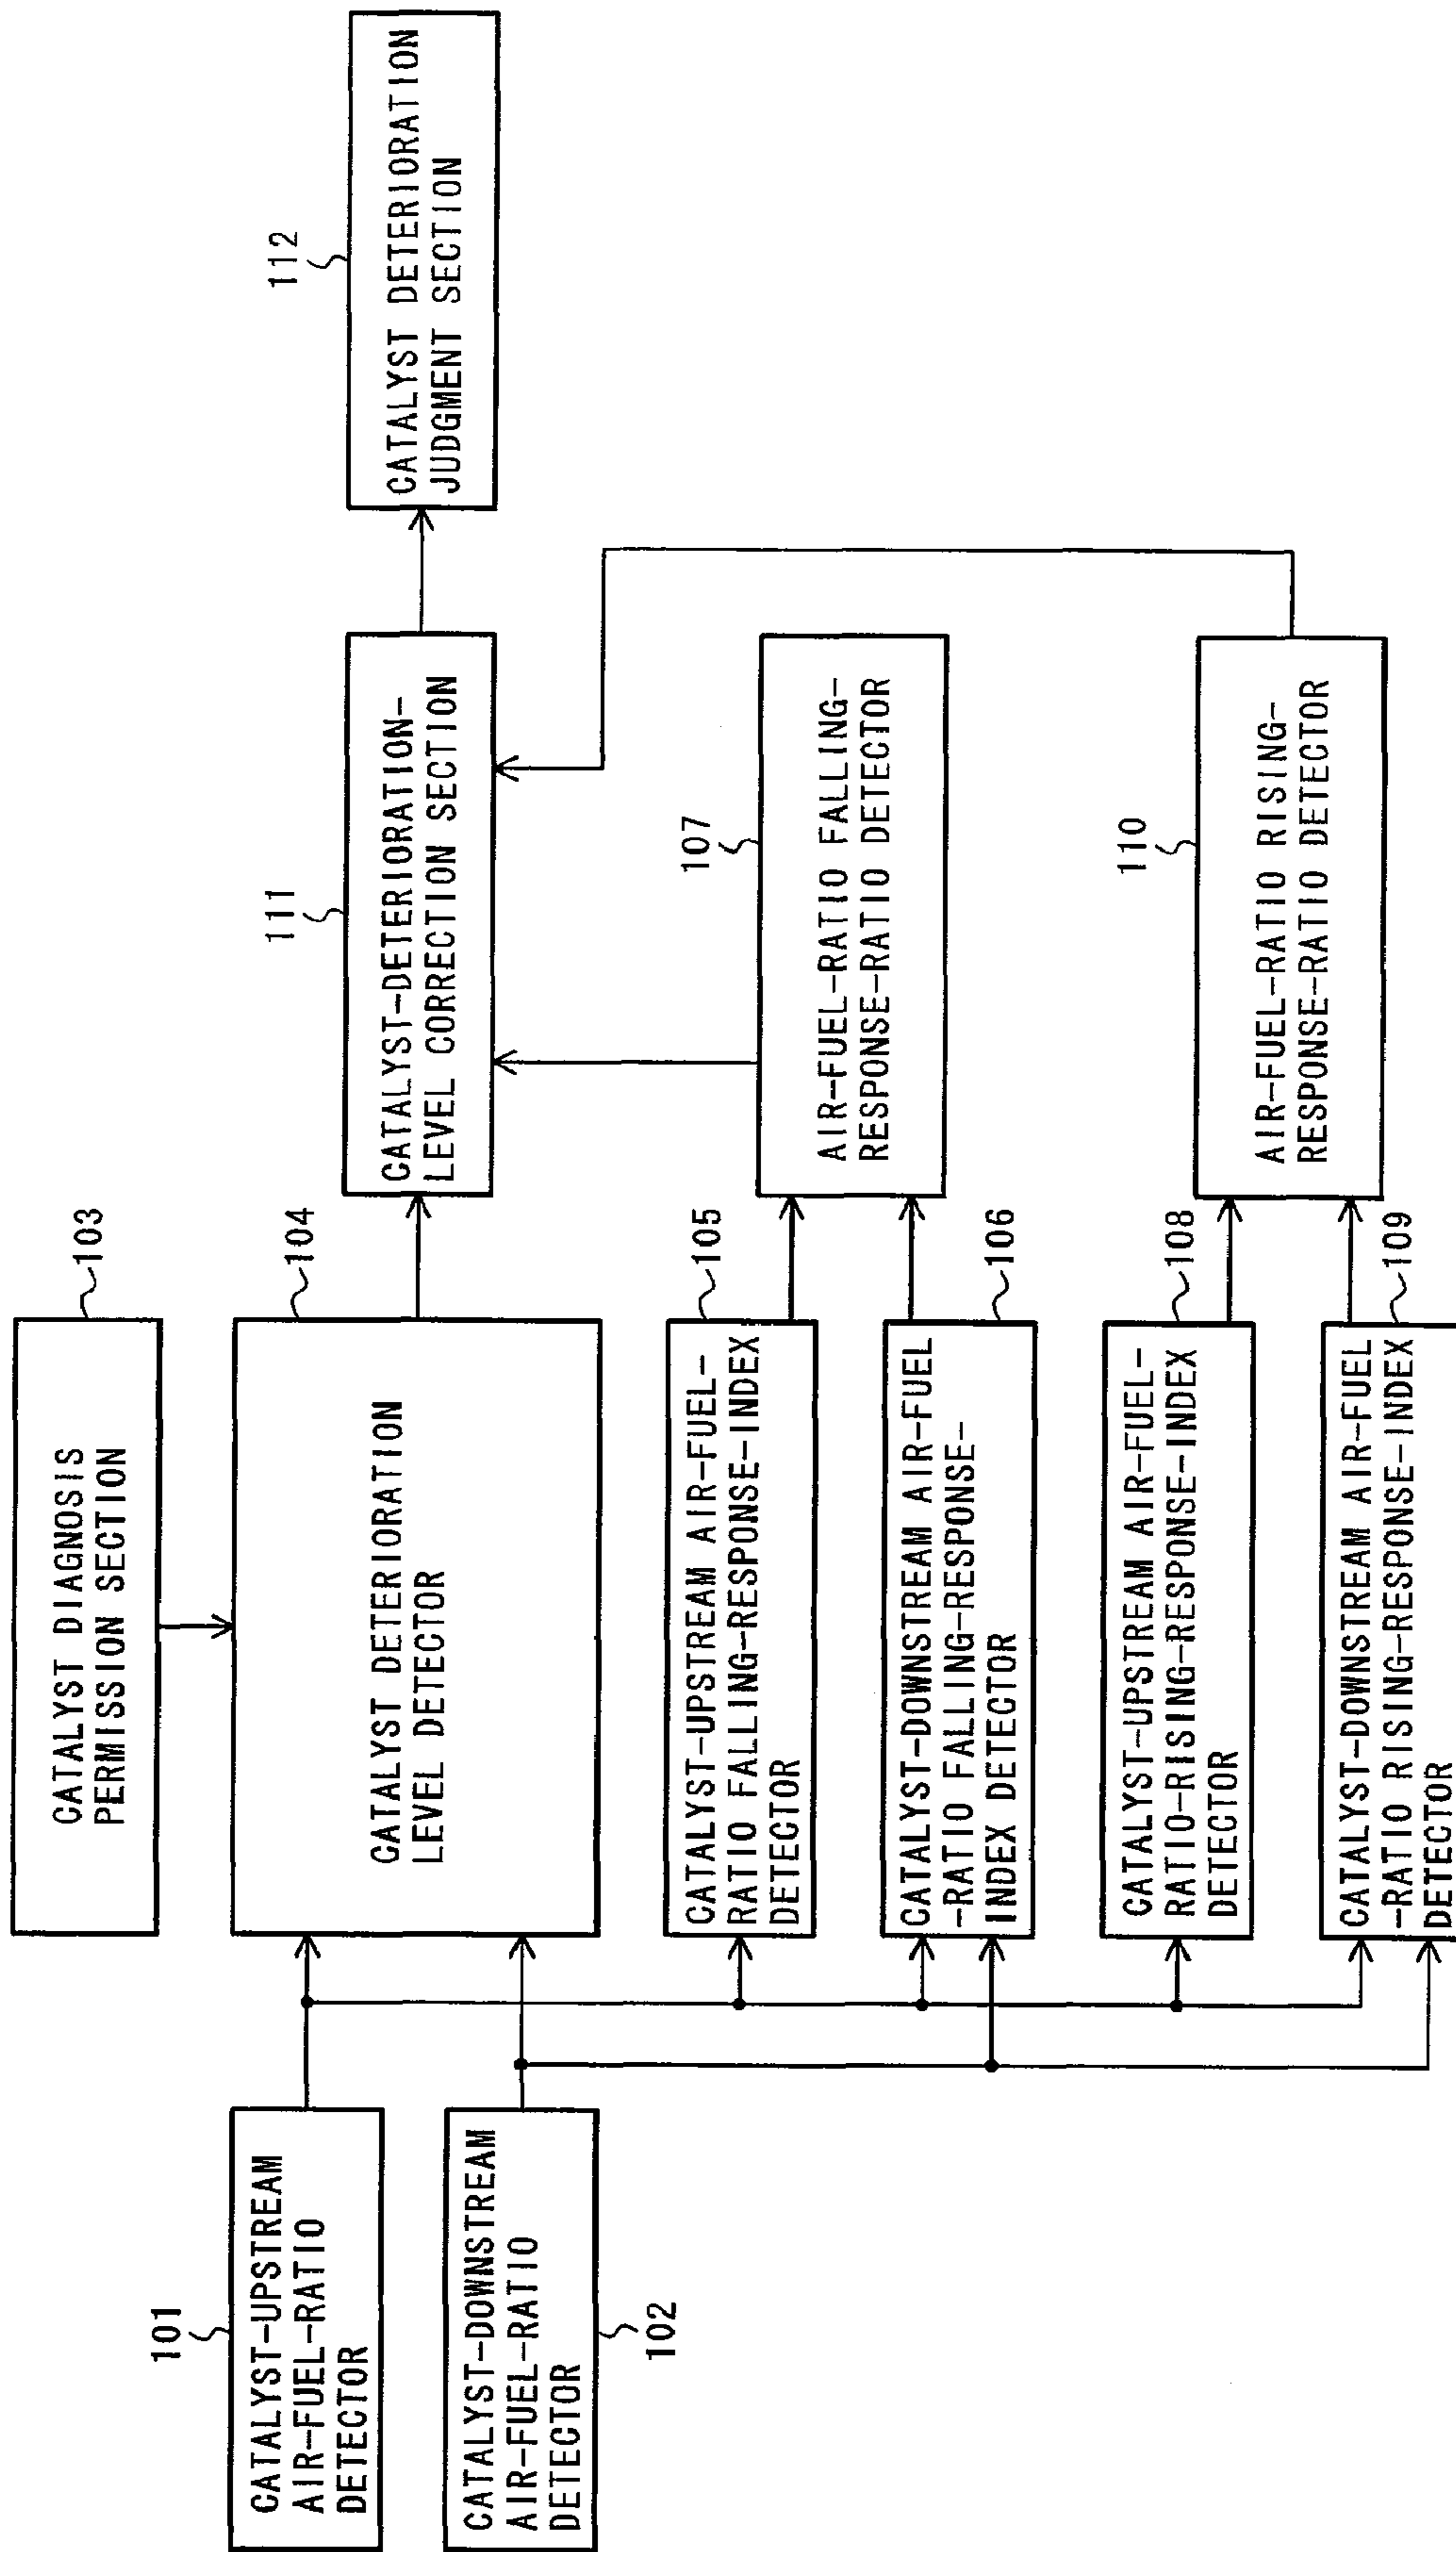 101
CATALYST-UPSTREAM
AIR-FUEL-RATIO
DETECTOR
CATALYST-DOWNSTREAM
AIR-FUEL-RATIO
DETECTOR
102
CATALYST DIAGNOSIS
PERMISSION SECTION
103
CATALYST DETERIORATION
LEVEL DETECTOR
104
CATALYST-UPSTREAM AIR-FUEL-
RATIO FALLING-RESPONSE-INDEX
DETECTOR
105
CATALYST-DOWNSTREAM AIR-FUEL
-RATIO FALLING-RESPONSE-
INDEX DETECTOR
106
CATALYST-UPSTREAM AIR-FUEL-
RATIO-RISING-RESPONSE-INDEX
DETECTOR
108
CATALYST-DOWNSTREAM AIR-FUEL
-RATIO RISING-RESPONSE-INDEX
DETECTOR
109
111
CATALYST-DETERIORATION-
LEVEL CORRECTION SECTION
107
AIR-FUEL-RATIO FALLING-
RESPONSE-RATIO DETECTOR
110
AIR-FUEL-RATIO RISING-
RESPONSE-RATIO DETECTOR
112
CATALYST DETERIORATION
JUDGMENT SECTION